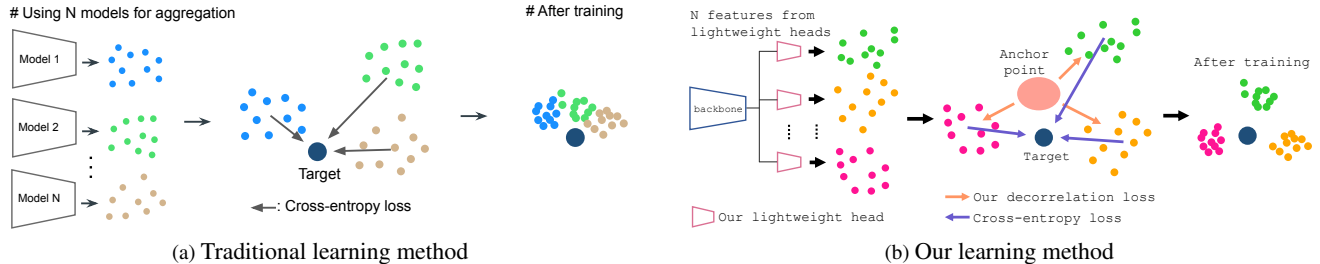 # Using N models for aggregation
# After training
Model 1
Model 2
Model N
Target
: Cross-entropy loss
(a) Traditional learning method
N features from
lightweight heads
backbone
Anchor
point
Target
After training
Our decorrelation loss
Cross-entropy loss
Our lightweight head
(b) Our learning method